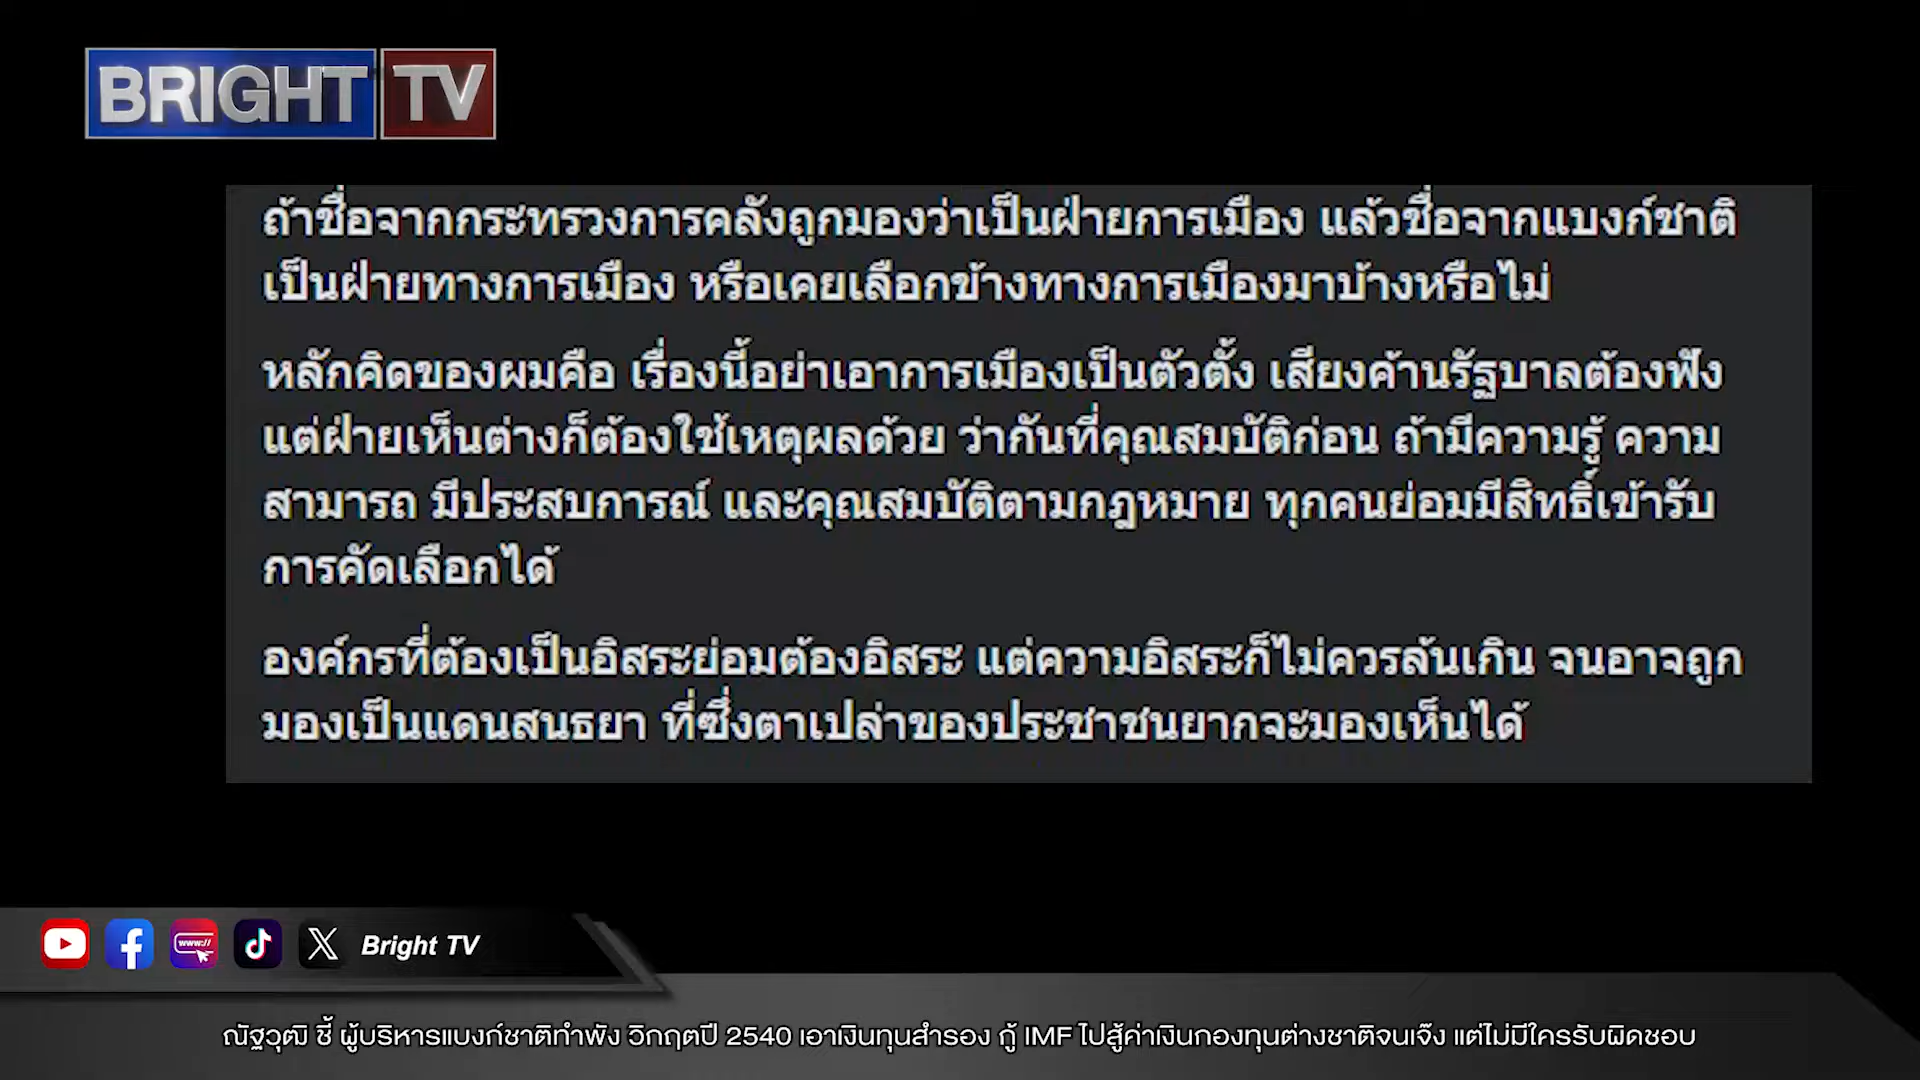 BRIGHT TV
ถ้าชื่อจากกระทรวงการคลังถูกมองว่าเป็นฝ่ายการเมือง แล้วชื่อจากแบงก์ชาติ
เป็นฝ่ายทางการเมือง หรือเคยเลือกข้างทางการเมืองมาบ้างหรือไม่
หลักคิดของผมคือ เรื่องนี้อย่าเอาการเมืองเป็นตัวตั้ง เสียงค้านรัฐบาลต้องฟัง
แต่ฝ่ายเห็นต่างก็ต้องใช้เหตุผลด้วย ว่ากันที่คุณสมบัติก่อน ถ้ามีความรู้ ความ
สามารถ มีประสบการณ์ และคุณสมบัติตามกฎหมาย ทุกคนย่อมมีสิทธิ์เข้ารับ
การคัดเลือกได้
องค์กรที่ต้องเป็นอิสระย่อมต้องอิสระ แต่ความอิสระก็ไม่ควรล้นเกิน จนอาจถูก
มองเป็นแดนสนธยา ที่ซึ่งตาเปล่าของประชาชนยากจะมองเห็นได้
www://
Bright TV
ณัฐวุฒิ ชี้ ผู้บริหารแบงก์ชาติทำพัง วิกฤตปี 2540 เอาเงินทุนสำรอง กู้ IMF ไปสู้ค่าเงินกองทุนต่างชาติจนเจ๊ง แต่ไม่มีใครรับผิดชอบ